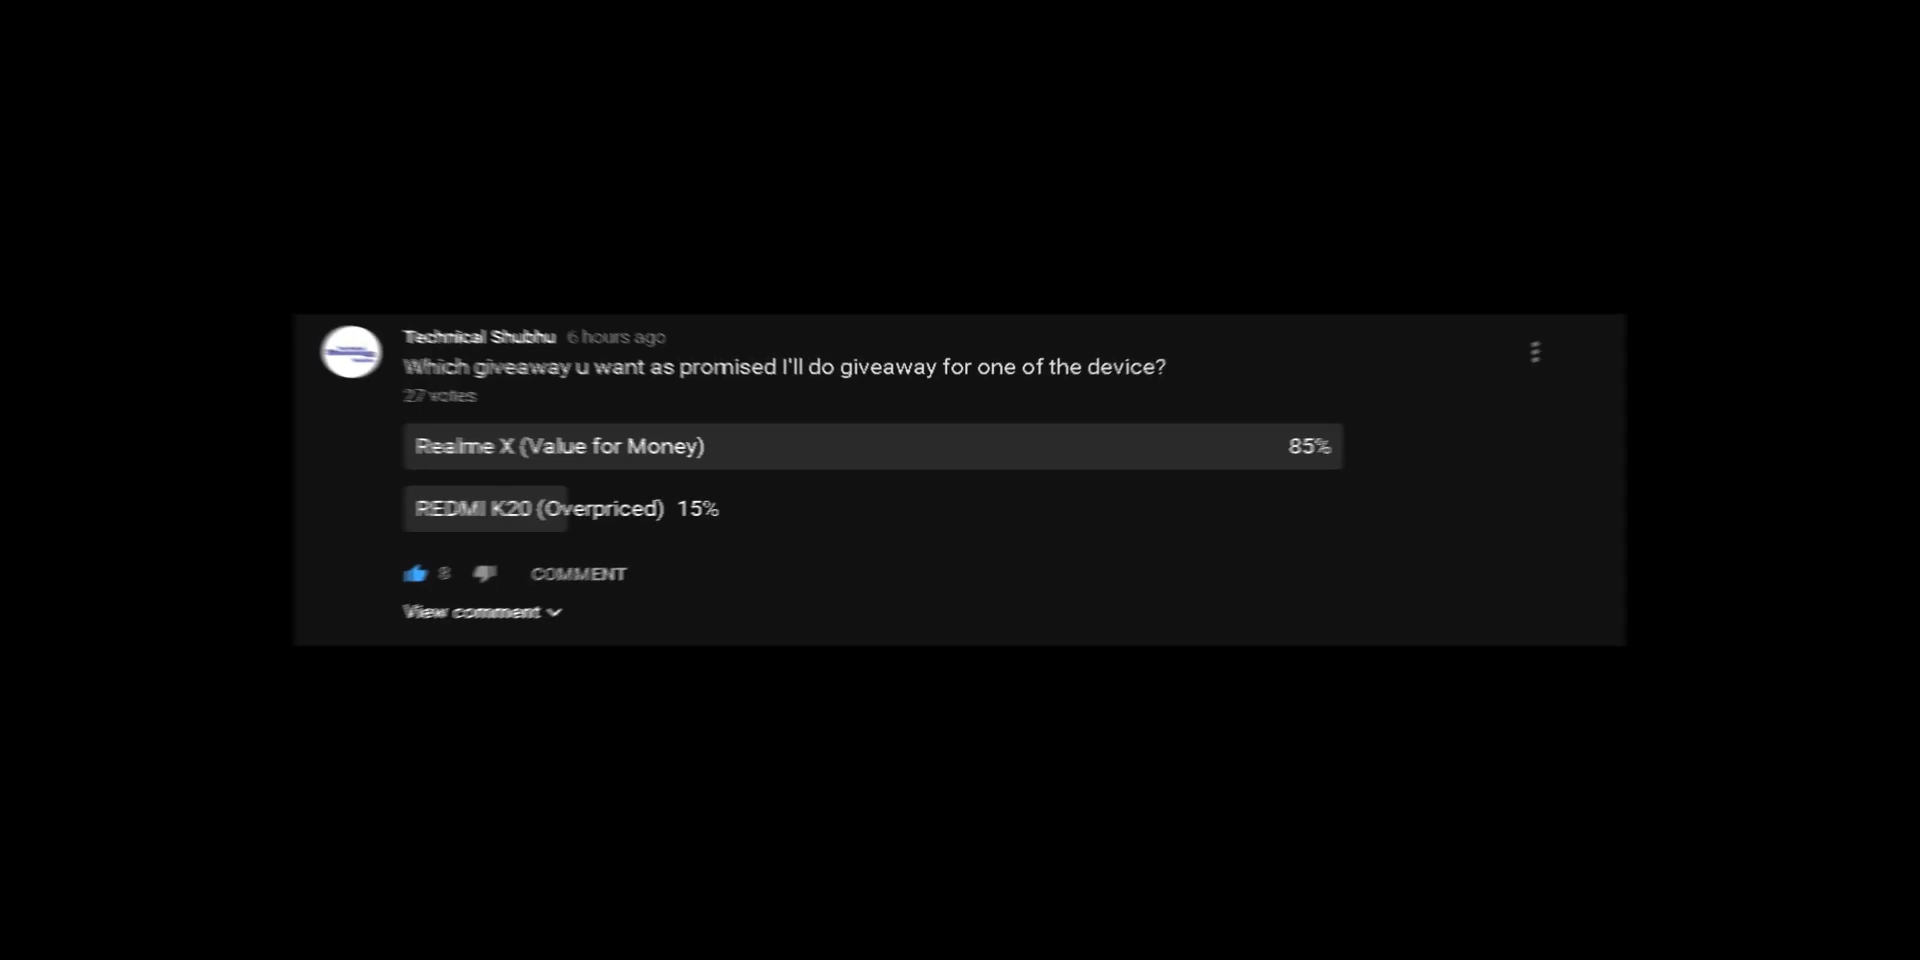 Technical Shubhu 6 hours ago
Which giveaway u want as promised I'll do giveaway for one of the device?
27 votes
Realme X (Value for Money) 85%
REDMI K20 (Overpriced) 15%
8 COMMENT
View comment